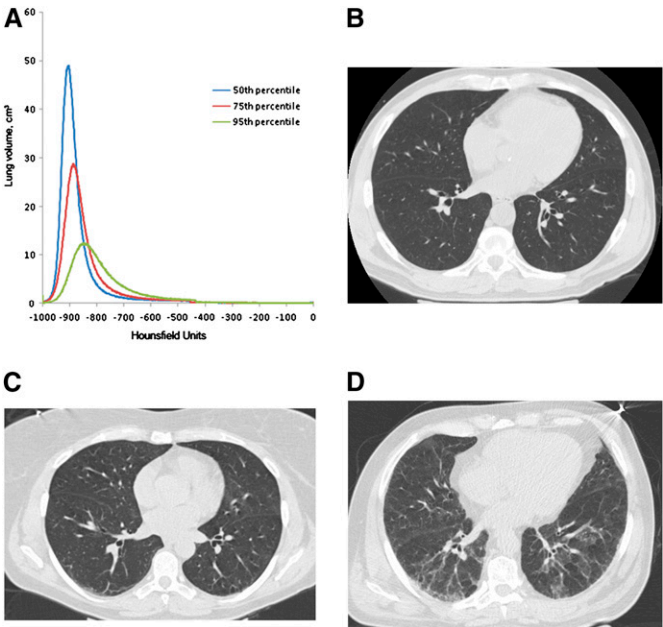 A
B
60
50
40
30
20
10
0
Lung volume, cm³
50th percentile
75th percentile
95th percentile
-1000 -900 -800 -700 -600 -500 -400 -300 -200 -100 0
Hounsfield Units
C
D